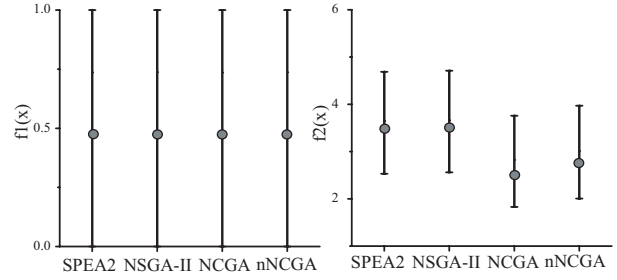 1.0
0.5
0.0
f1(x)
SPEA2 NSGA-II NCGA nNCGA
6
4
2
f2(x)
SPEA2 NSGA-II NCGA nNCGA